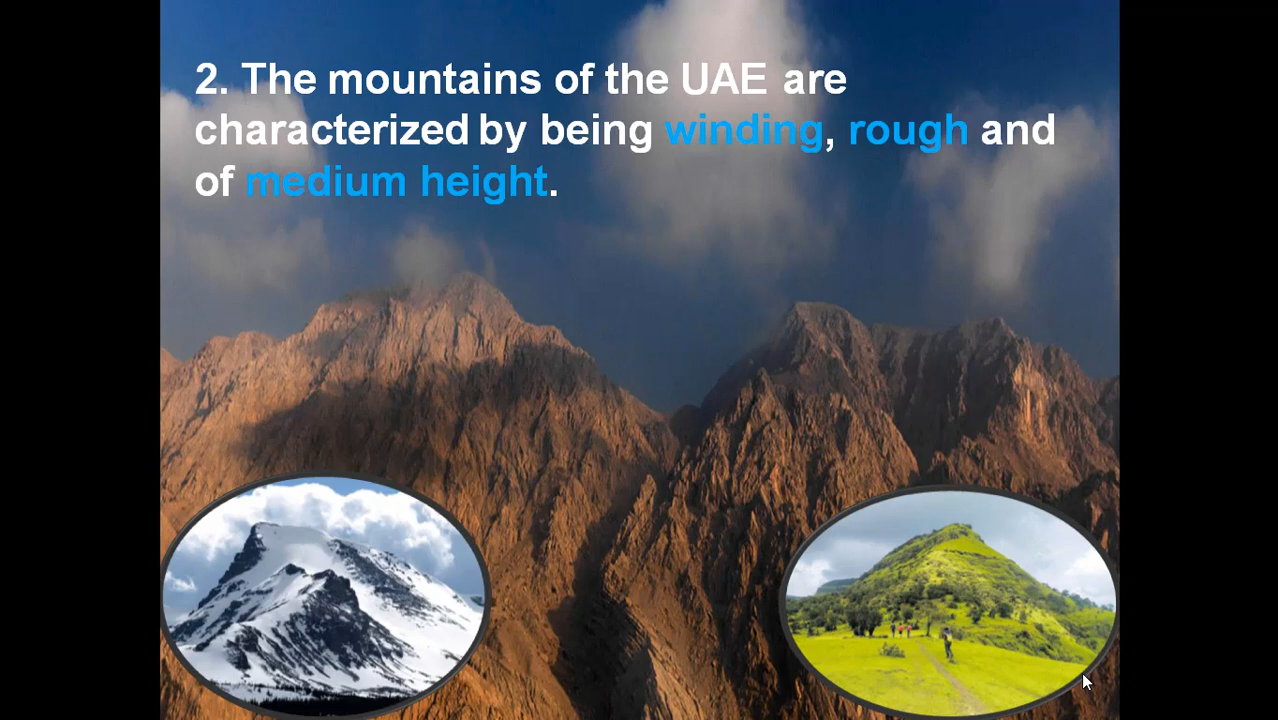 2. The mountains of the UAE are
characterized by being winding, rough and
of medium height.